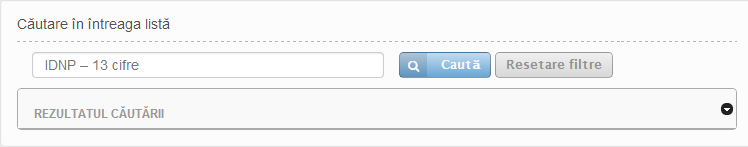 Căutare în întreaga listă
IDNP – 13 cifre
Caută
Resetare filtre
REZULTATUL CĂUTĂRII